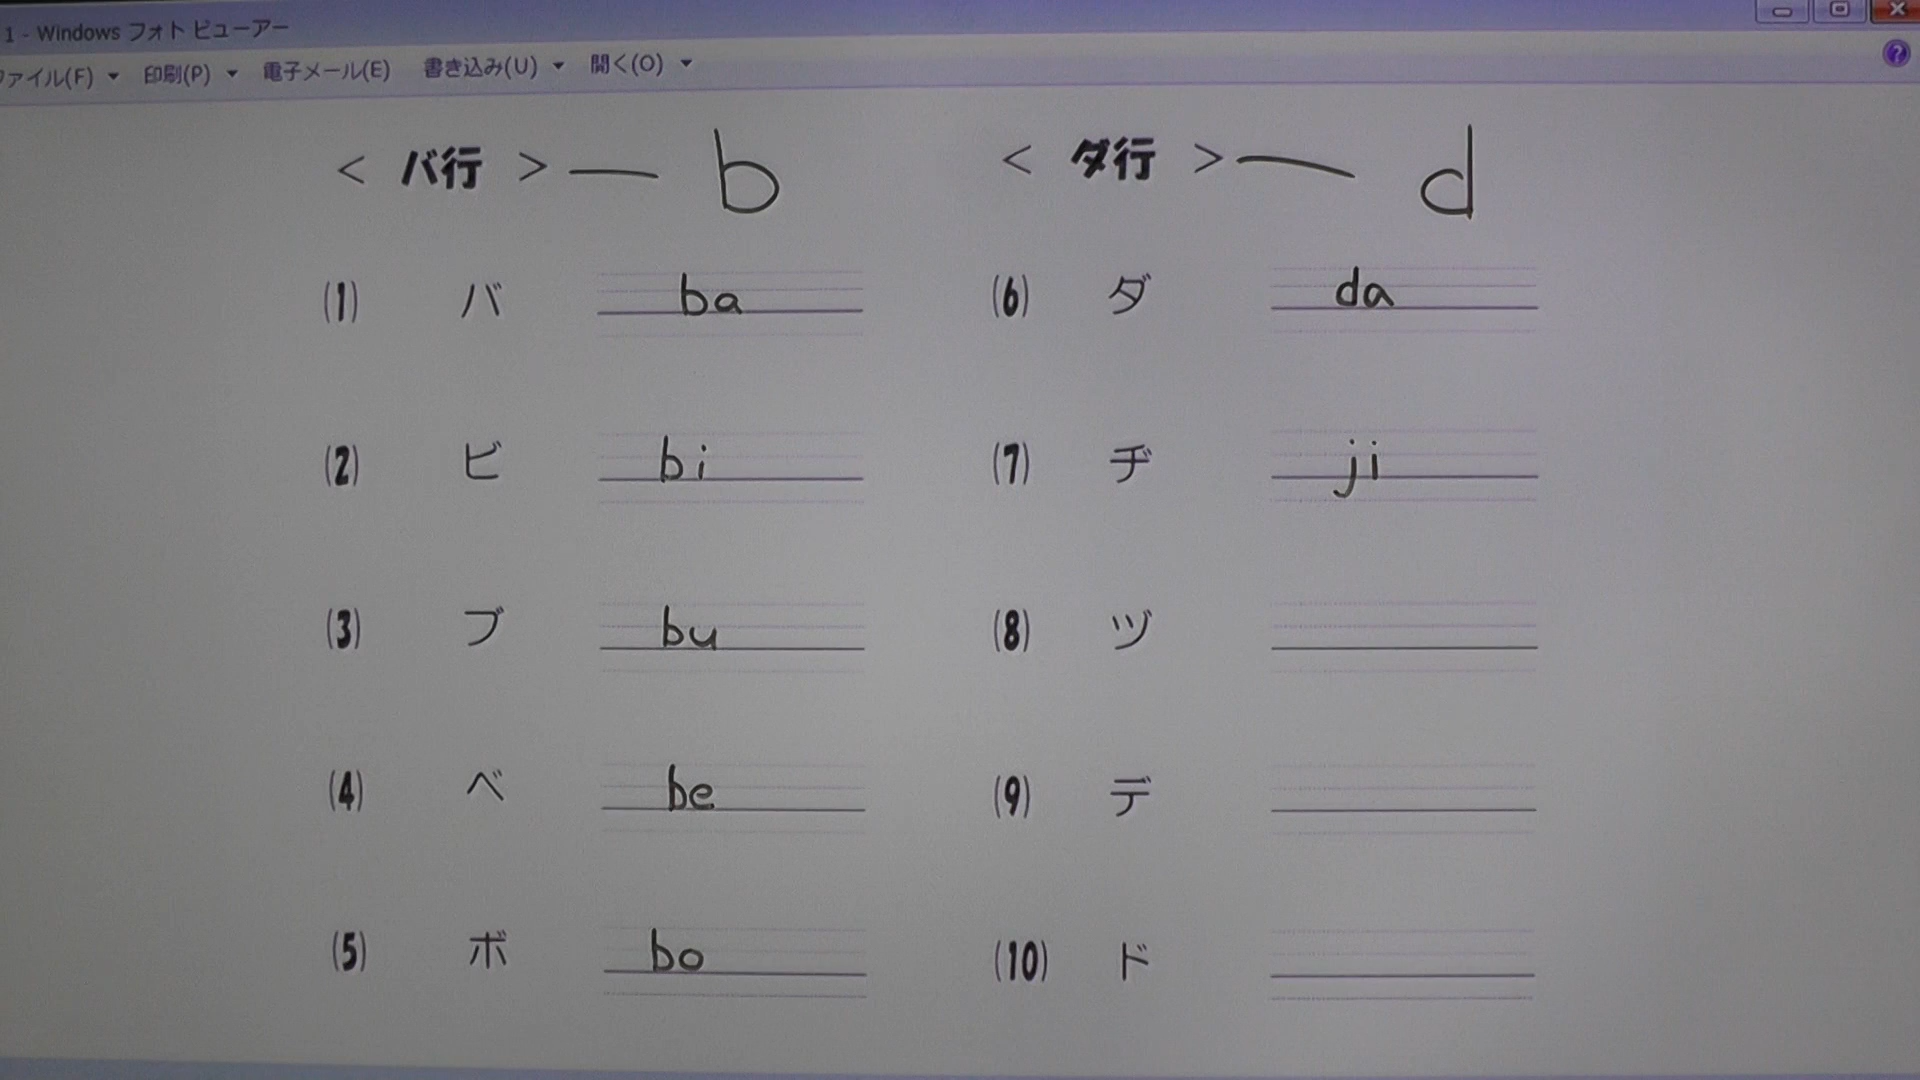 1 - Windows フォト ビューアー
ファイル(F) 印刷(P) 電子メール(E) 書き込み(U) 開く(O)
< バ行 > — b
(1) バ ba
(2) ビ bi
(3) ブ bu
(4) ベ be
(5) ボ bo
< ダ行 > — d
(6) ダ da
(7) ヂ ji
(8) ヅ
(9) デ
(10) ド